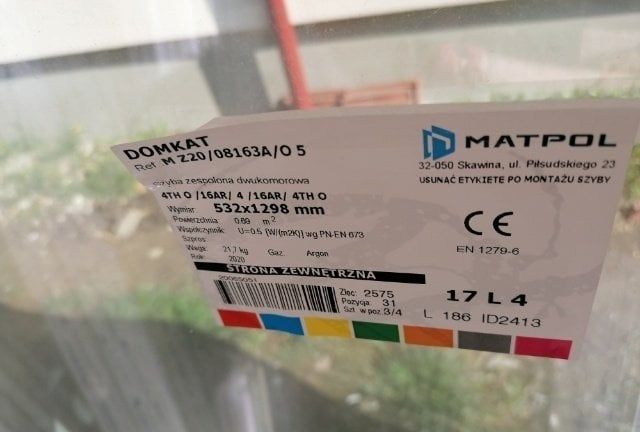 DOMKAT
Ref. M Z20/08163A/O 5
szyba zespolona dwukomorowa
4TH O /16AR/ 4 /16AR/ 4TH O
Wymiar: 532x1298 mm
Powierzchnia: 0.69 m²
Współczynnik: U=0.5 [W/(m2K)] wg PN-EN 673
Szpros:
Waga: 21,7 kg Gaz: Argon
Rok: 2020
STRONA ZEWNĘTRZNA
Zlec: 2575
Pozycja: 31
Szt w poz. 3/4
MATPOL
32-050 Skawina, ul. Piłsudskiego 23
USUNĄĆ ETYKIETĘ PO MONTAŻU SZYBY
CE
EN 1279-6
17 L 4
L 186 ID2413